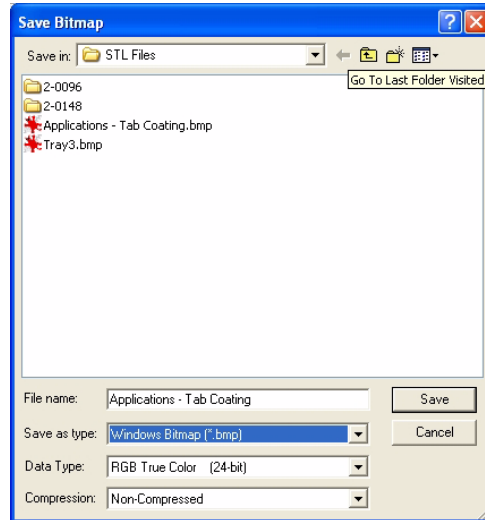 Save Bitmap
Save in: STL Files
Go To Last Folder Visited
2-0096
2-0148
Applications - Tab Coating.bmp
Tray3.bmp
File name: Applications - Tab Coating Save
Save as type: Windows Bitmap (*.bmp) Cancel
Data Type: RGB True Color (24-bit)
Compression: Non-Compressed